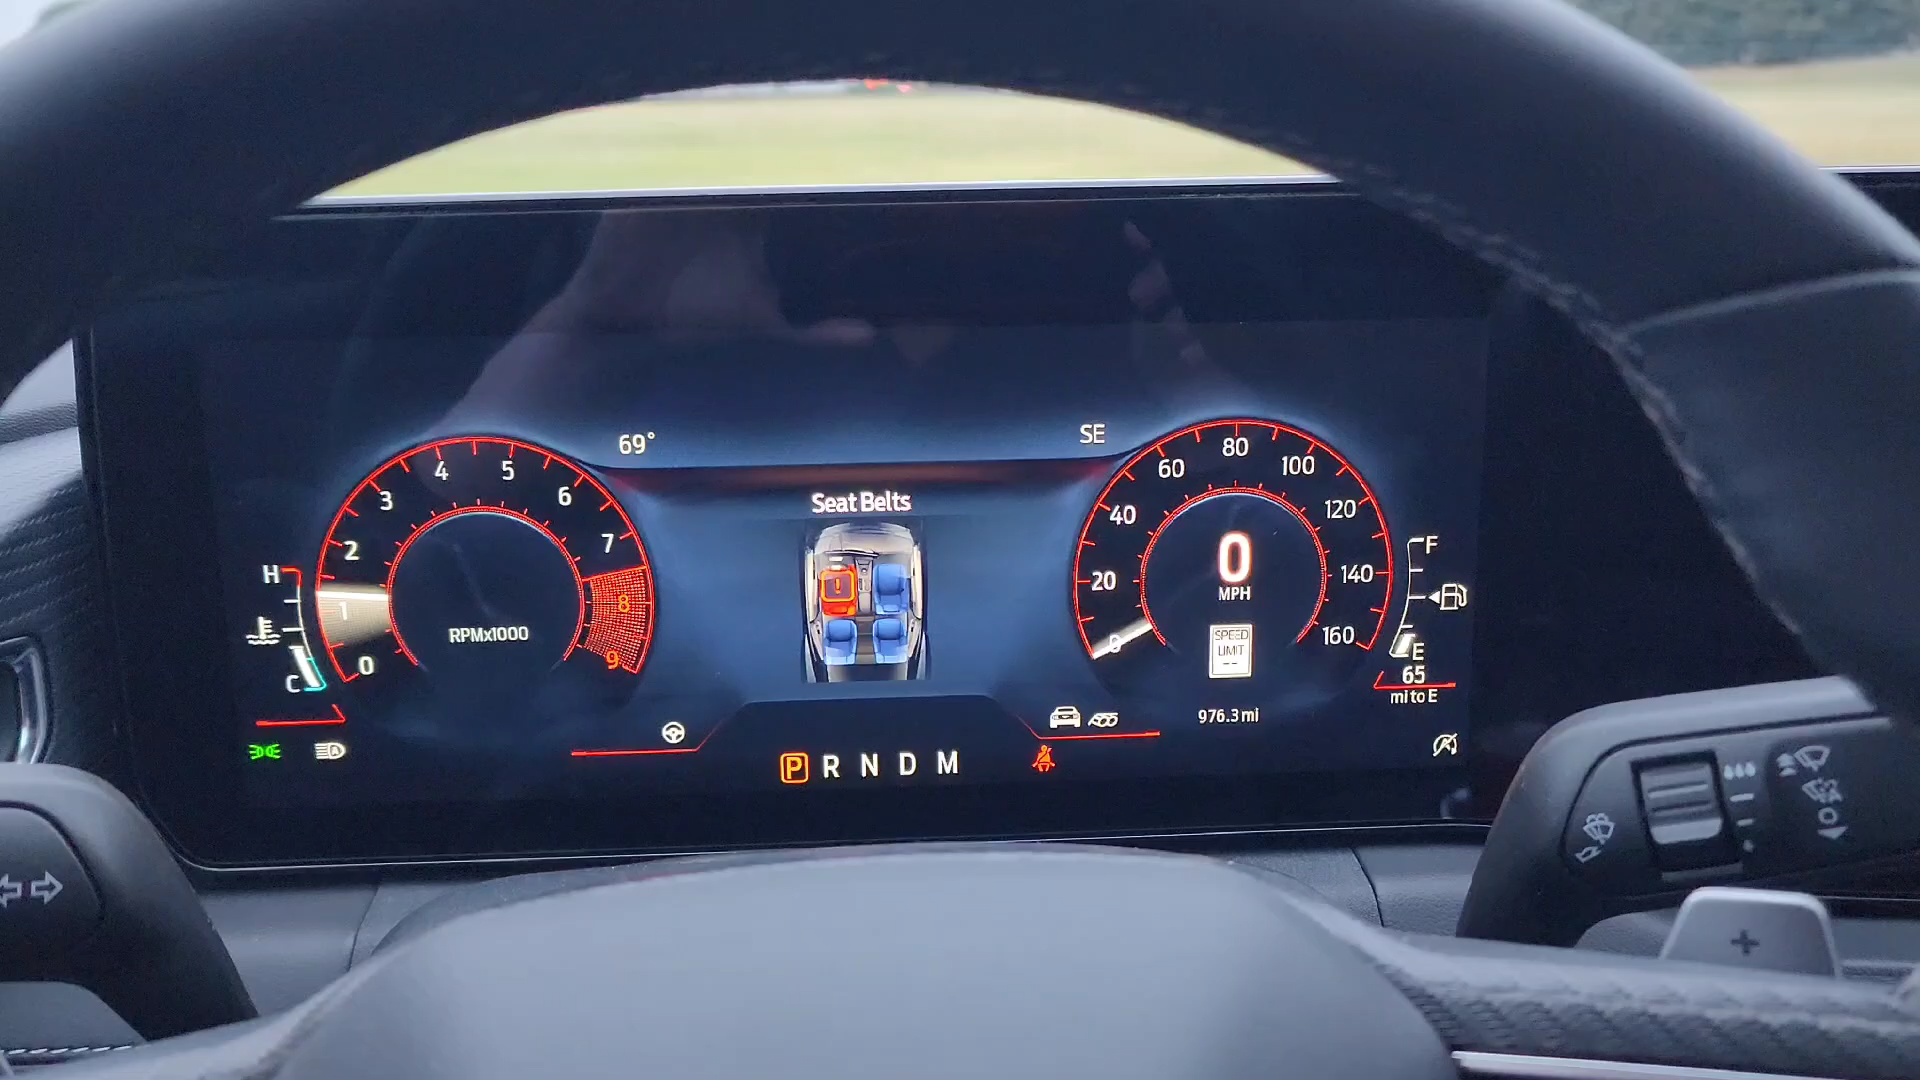 69°
SE
Seat Belts
0 1 2 3 4 5 6 7 8 9
RPMx1000
H
C
0 20 40 60 80 100 120 140 160
0
MPH
SPEED
LIMIT
--
F
E
65
mi to E
976.3 mi
A
P R N D M
A
+